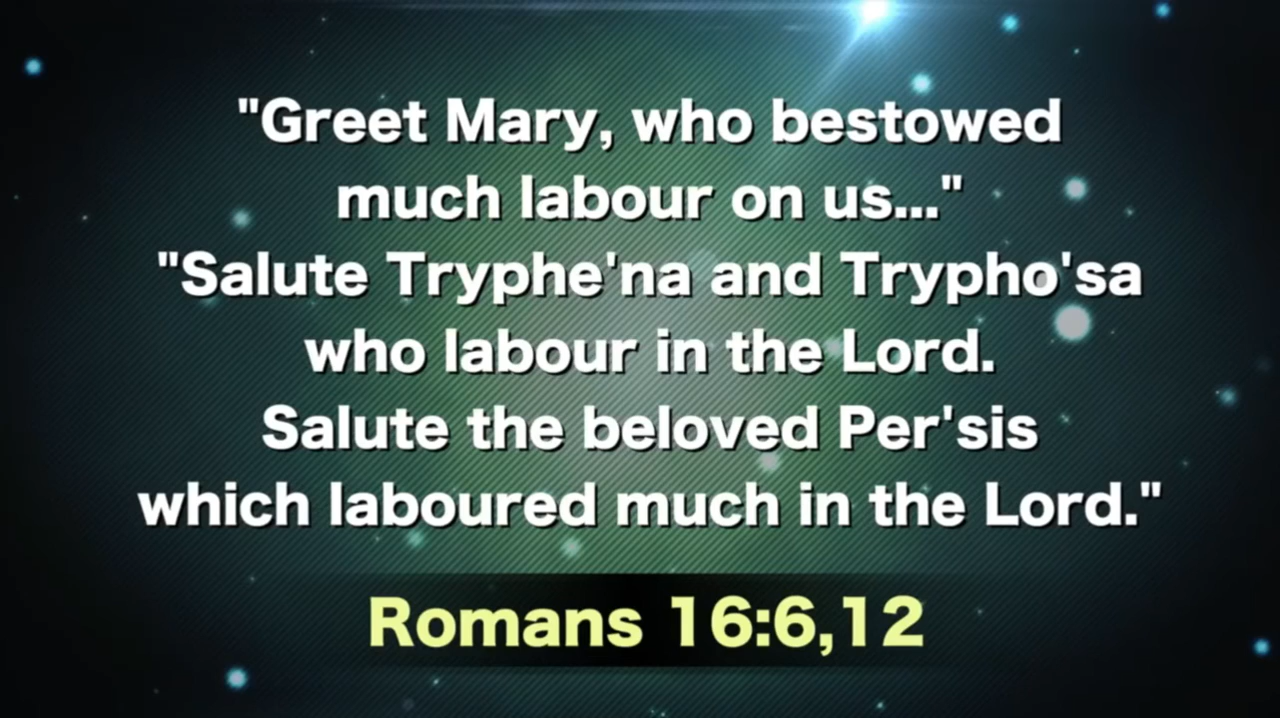 "Greet Mary, who bestowed
much labour on us..."
"Salute Tryphe'na and Trypho'sa
who labour in the Lord.
Salute the beloved Per'sis
which laboured much in the Lord."
Romans 16:6,12